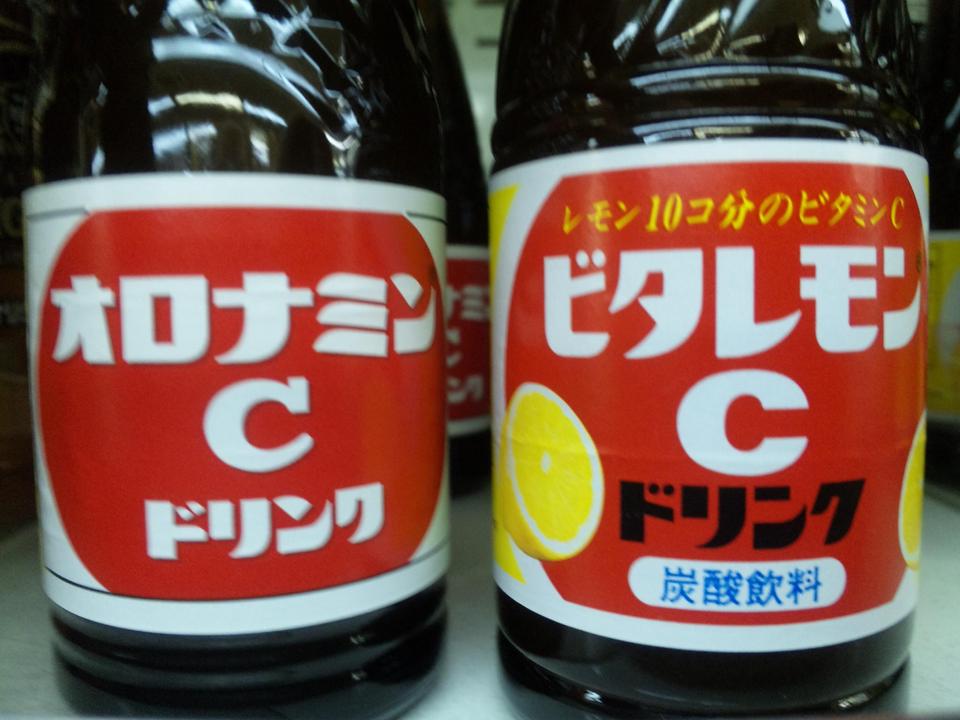 オロナミン
C
ドリンク
レモン10コ分のビタミンC
ビタレモン
C
ドリンク
炭酸飲料